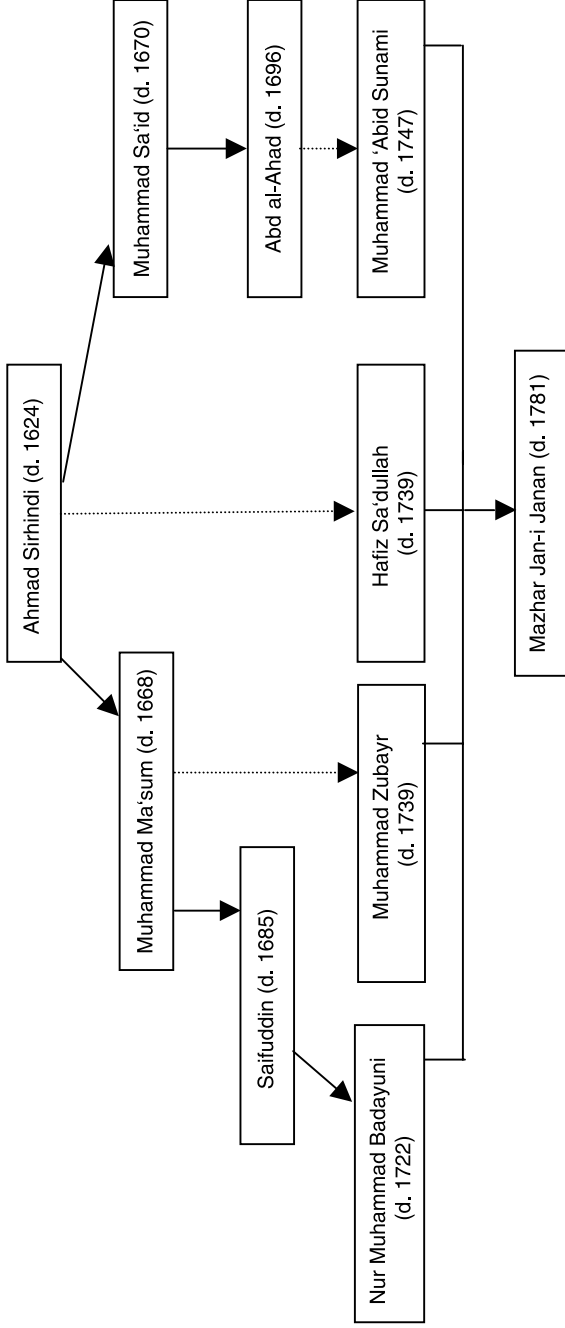 Ahmad Sirhindi (d. 1624)
Muhammad Ma‘sum (d. 1668)
Muhammad Sa‘id (d. 1670)
Saifuddin (d. 1685)
Abd al-Ahad (d. 1696)
Nur Muhammad Badayuni
(d. 1722)
Muhammad Zubayr
(d. 1739)
Hafiz Sa‘dullah
(d. 1739)
Muhammad ‘Abid Sunami
(d. 1747)
Mazhar Jan-i Janan (d. 1781)